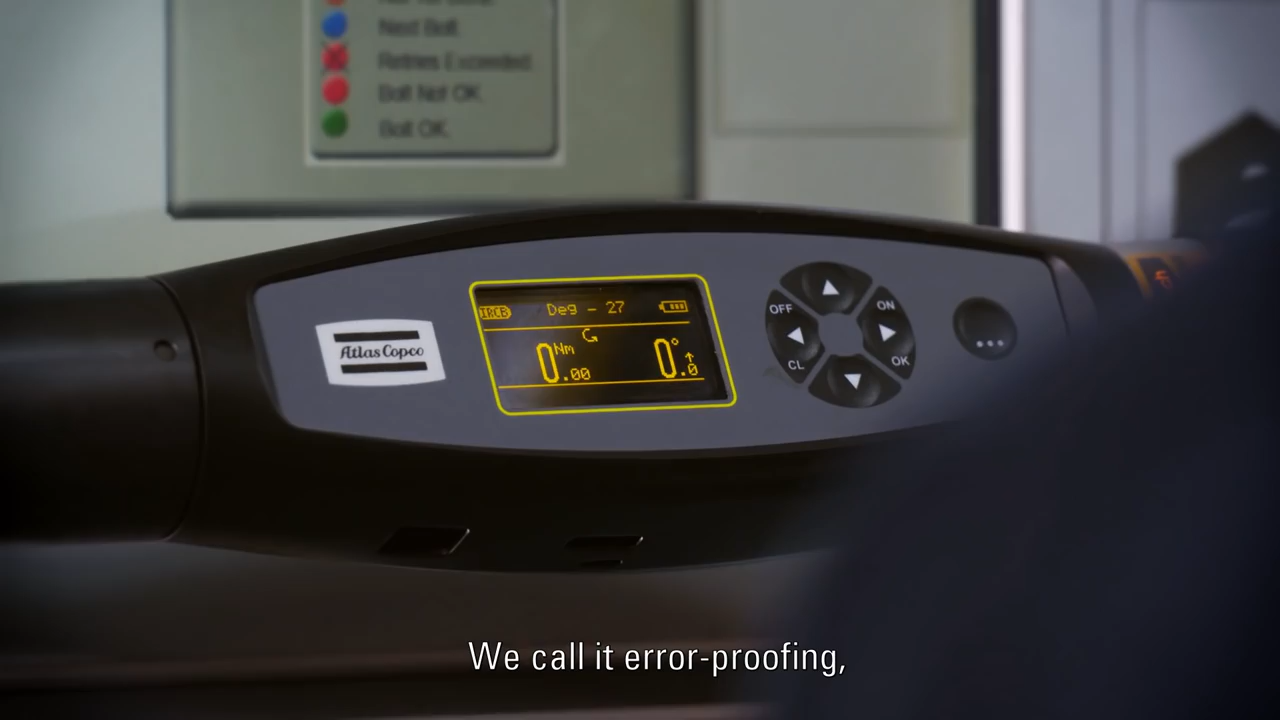 Next Bolt
Retries Exceeded
Bolt Not OK.
Bolt OK.
Atlas Copco
IRCB Deg - 27
0.00 Nm 0.0°
OFF
ON
CL
OK
We call it error-proofing,